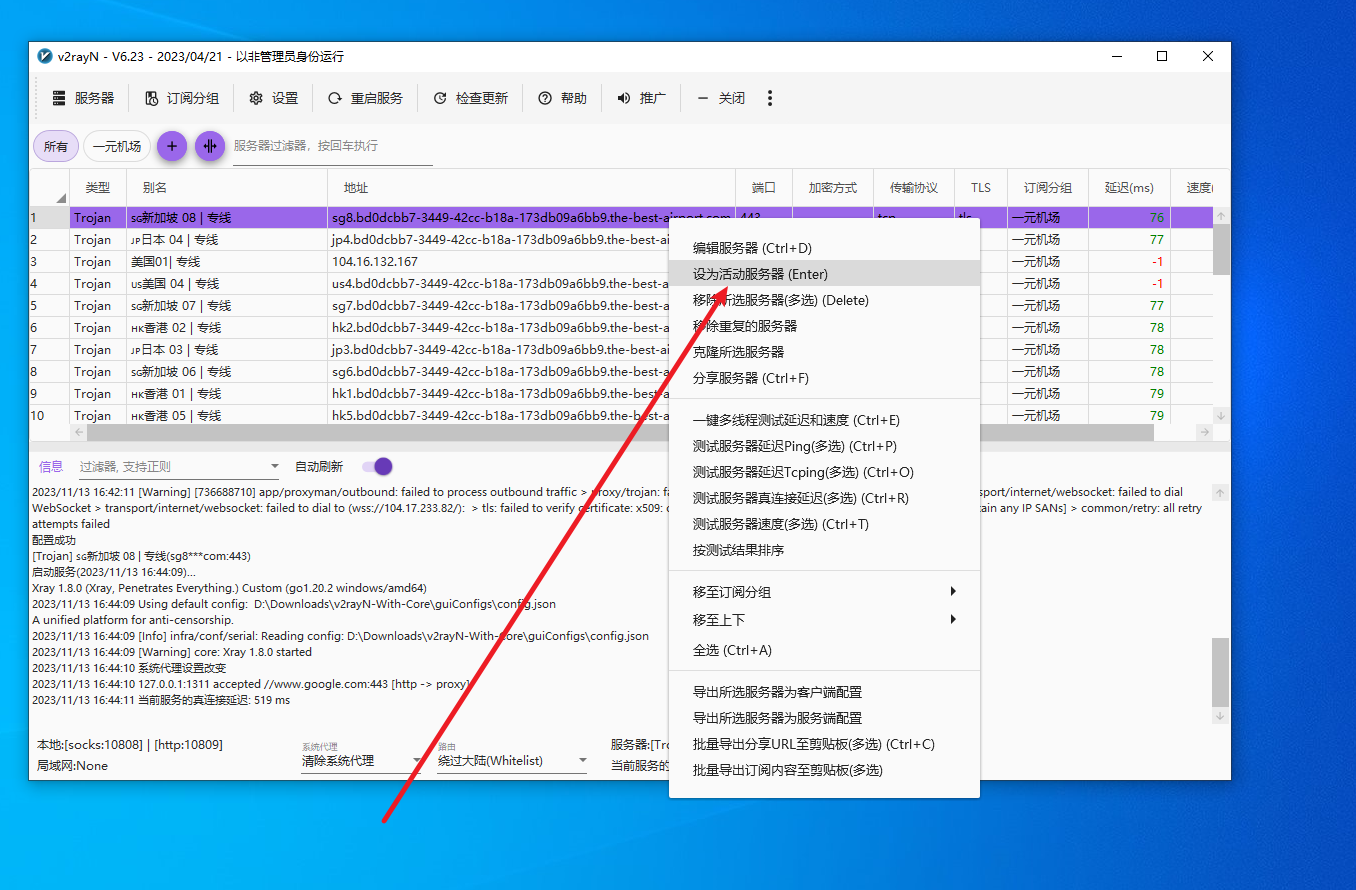 v2rayN - V6.23 - 2023/04/21 - 以非管理员身份运行
服务器 订阅分组 设置 重启服务 检查更新 帮助 推广 关闭
所有 一元机场 服务器过滤器，按回车执行
类型 别名 地址 端口 加密方式 传输协议 TLS 订阅分组 延迟(ms)
1 Trojan SG新加坡 08 | 专线 sg8.bd0dcbb7-3449-42cc-b18a-173db09a6bb9.the-best-airport.com 443 tcp tls 一元机场 76
2 Trojan JP日本 04 | 专线 jp4.bd0dcbb7-3449-42cc-b18a-173db09a6bb9.the-best-ai 一元机场 77
3 Trojan 美国01| 专线 104.16.132.167 一元机场 -1
4 Trojan US美国 04 | 专线 us4.bd0dcbb7-3449-42cc-b18a-173db09a6bb9.the-best-a 一元机场 -1
5 Trojan SG新加坡 07 | 专线 sg7.bd0dcbb7-3449-42cc-b18a-173db09a6bb9.the-best-a 一元机场 77
6 Trojan HK香港 02 | 专线 hk2.bd0dcbb7-3449-42cc-b18a-173db09a6bb9.the-best-a 一元机场 78
7 Trojan JP日本 03 | 专线 jp3.bd0dcbb7-3449-42cc-b18a-173db09a6bb9.the-best-ai 一元机场 78
8 Trojan SG新加坡 06 | 专线 sg6.bd0dcbb7-3449-42cc-b18a-173db09a6bb9.the-best-a 一元机场 78
9 Trojan HK香港 01 | 专线 hk1.bd0dcbb7-3449-42cc-b18a-173db09a6bb9.the-best-a 一元机场 79
10 Trojan HK香港 05 | 专线 hk5.bd0dcbb7-3449-42cc-b18a-173db09a6bb9.the-best-a 一元机场 79
编辑服务器 (Ctrl+D)
设为活动服务器 (Enter)
移除所选服务器(多选) (Delete)
移除重复的服务器
克隆所选服务器
分享服务器 (Ctrl+F)
一键多线程测试延迟和速度 (Ctrl+E)
测试服务器延迟Ping(多选) (Ctrl+P)
测试服务器延迟Tcping(多选) (Ctrl+O)
测试服务器真连接延迟(多选) (Ctrl+R)
测试服务器速度(多选) (Ctrl+T)
按测试结果排序
移至订阅分组
移至上下
全选 (Ctrl+A)
导出所选服务器为客户端配置
导出所选服务器为服务端配置
批量导出分享URL至剪贴板(多选) (Ctrl+C)
批量导出订阅内容至剪贴板(多选)
信息 过滤器, 支持正则 自动刷新
2023/11/13 16:42:11 [Warning] [736688710] app/proxyman/outbound: failed to process outbound traffic > proxy/trojan: port/internet/websocket: failed to dial
WebSocket > transport/internet/websocket: failed to dial to (wss://104.17.233.82/): > tls: failed to verify certificate: x509: tain any IP SANs] > common/retry: all retry
attempts failed
配置成功
[Trojan] SG新加坡 08 | 专线(sg8***com:443)
启动服务(2023/11/13 16:44:09)...
Xray 1.8.0 (Xray, Penetrates Everything.) Custom (go1.20.2 windows/amd64)
2023/11/13 16:44:09 Using default config: D:\Downloads\v2rayN-With-Core\guiConfigs\config.json
A unified platform for anti-censorship.
2023/11/13 16:44:09 [Info] infra/conf/serial: Reading config: D:\Downloads\v2rayN-With-Core\guiConfigs\config.json
2023/11/13 16:44:09 [Warning] core: Xray 1.8.0 started
2023/11/13 16:44:10 系统代理设置改变
2023/11/13 16:44:10 127.0.0.1:1311 accepted //www.google.com:443 [http -> proxy]
2023/11/13 16:44:11 当前服务的真连接延迟: 519 ms
本地:[socks:10808] | [http:10809]
局域网:None
系统代理
清除系统代理
路由
绕过大陆(Whitelist)
服务器:[Tro
当前服务的